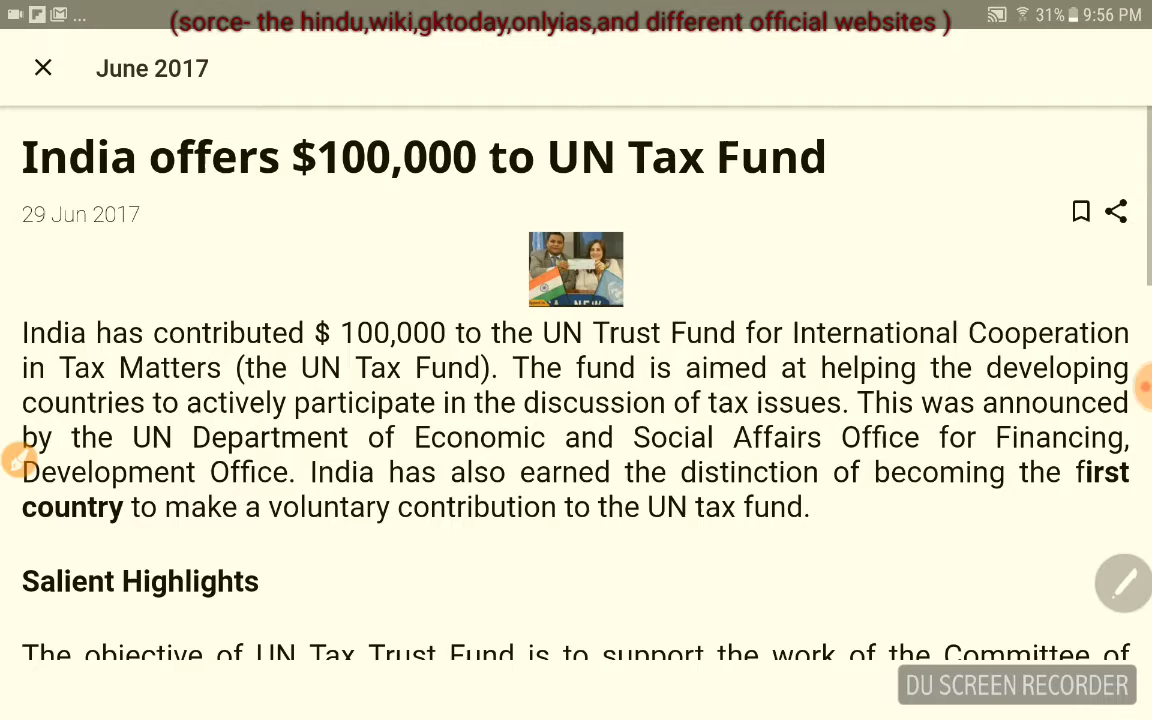 (sorce- the hindu,wiki,gktoday,onlyias,and different official websites )
... 31% 9:56 PM
June 2017
India offers $100,000 to UN Tax Fund
29 Jun 2017
India has contributed $ 100,000 to the UN Trust Fund for International Cooperation
in Tax Matters (the UN Tax Fund). The fund is aimed at helping the developing
countries to actively participate in the discussion of tax issues. This was announced
by the UN Department of Economic and Social Affairs Office for Financing,
Development Office. India has also earned the distinction of becoming the first
country to make a voluntary contribution to the UN tax fund.
Salient Highlights
The objective of UN Tax Trust Fund is to support the work of the Committee of
DU SCREEN RECORDER